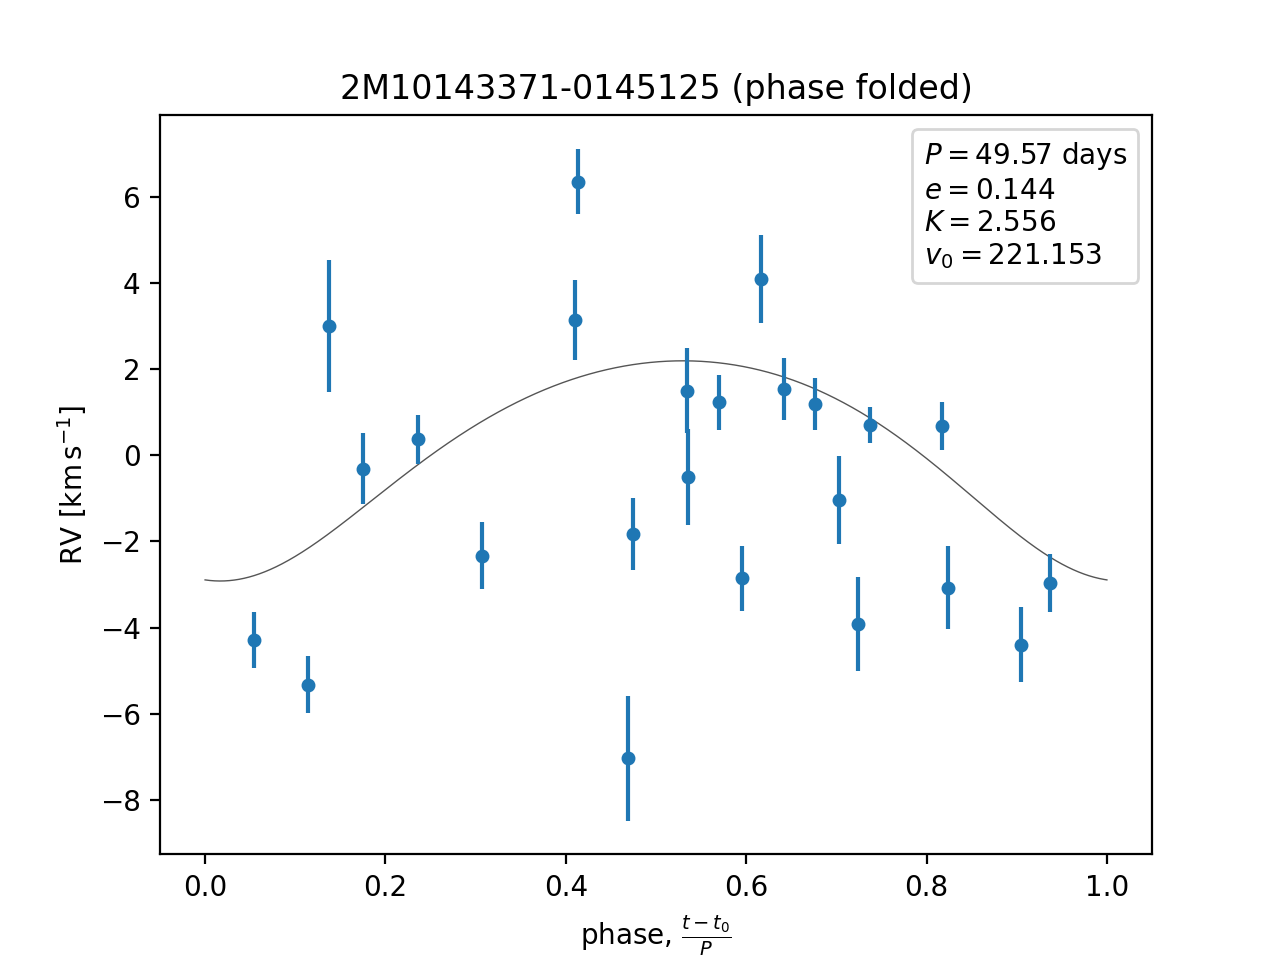 2M10143371-0145125 (phase folded)
P = 49.57 days
e = 0.144
K = 2.556
v₀ = 221.153
RV [km s⁻¹]
6
4
2
0
−2
−4
−6
−8
0.0 0.2 0.4 0.6 0.8 1.0
phase, (t − t₀)/P